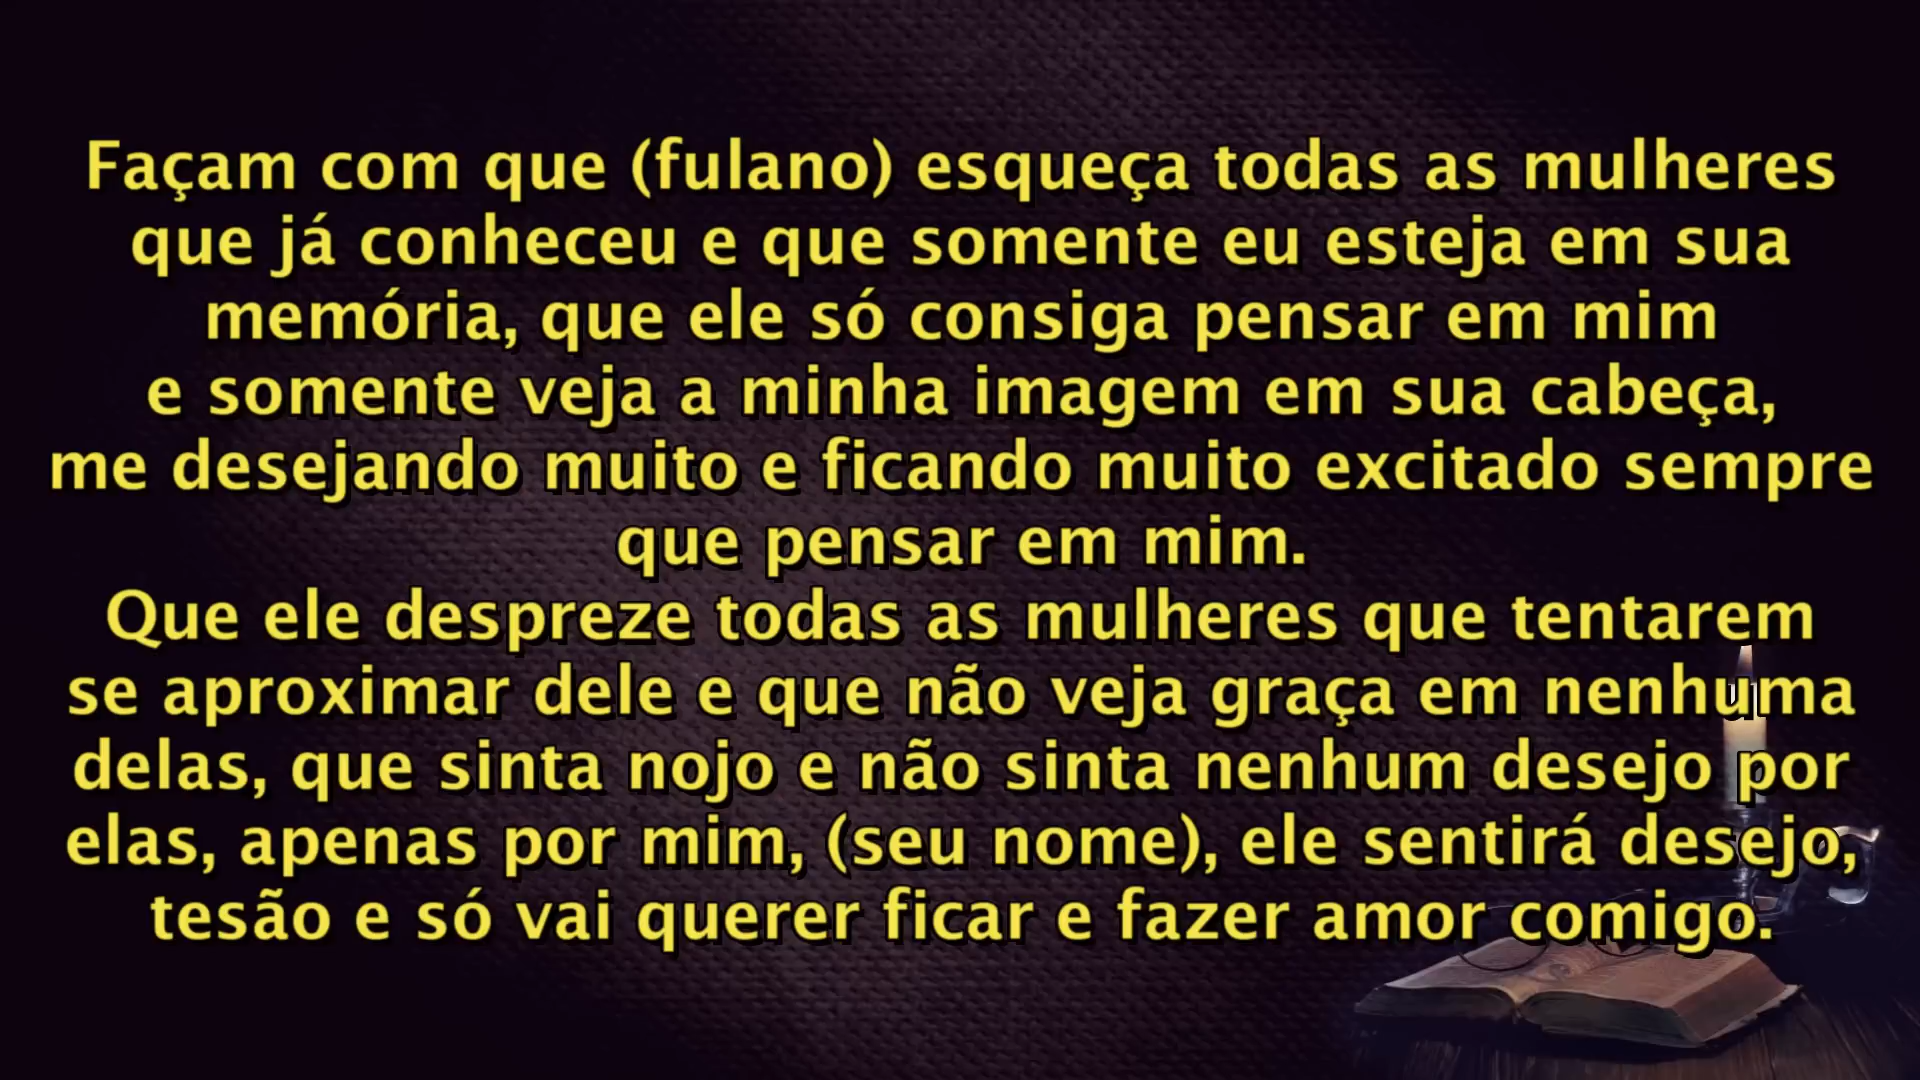 Façam com que (fulano) esqueça todas as mulheres
que já conheceu e que somente eu esteja em sua
memória, que ele só consiga pensar em mim
e somente veja a minha imagem em sua cabeça,
me desejando muito e ficando muito excitado sempre
que pensar em mim.
Que ele despreze todas as mulheres que tentarem
se aproximar dele e que não veja graça em nenhuma
delas, que sinta nojo e não sinta nenhum desejo por
elas, apenas por mim, (seu nome), ele sentirá desejo,
tesão e só vai querer ficar e fazer amor comigo.